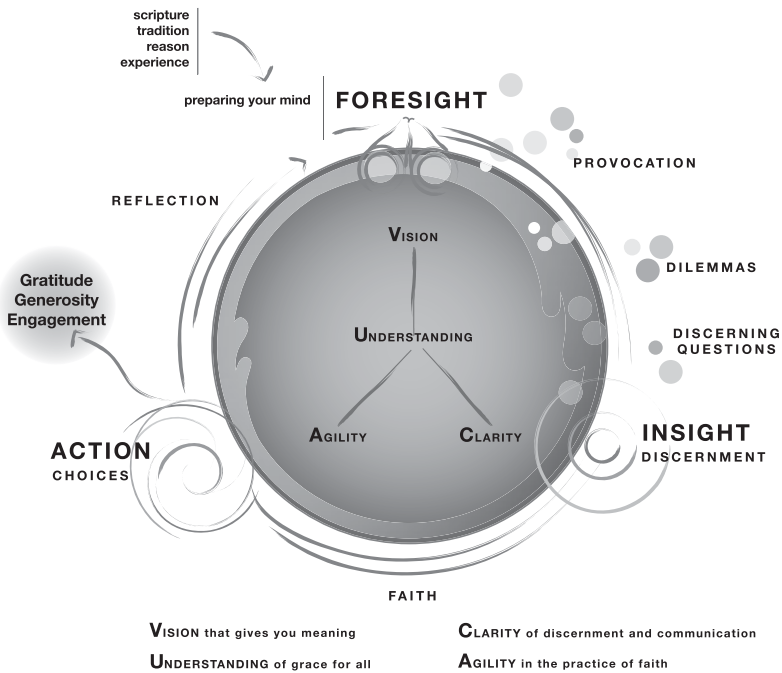 scripture
tradition
reason
experience
preparing your mind
FORESIGHT
PROVOCATION
REFLECTION
VISION
DILEMMAS
Gratitude
Generosity
Engagement
UNDERSTANDING
DISCERNING
QUESTIONS
AGILITY
CLARITY
ACTION
CHOICES
INSIGHT
DISCERNMENT
FAITH
VISION that gives you meaning
UNDERSTANDING of grace for all
CLARITY of discernment and communication
AGILITY in the practice of faith